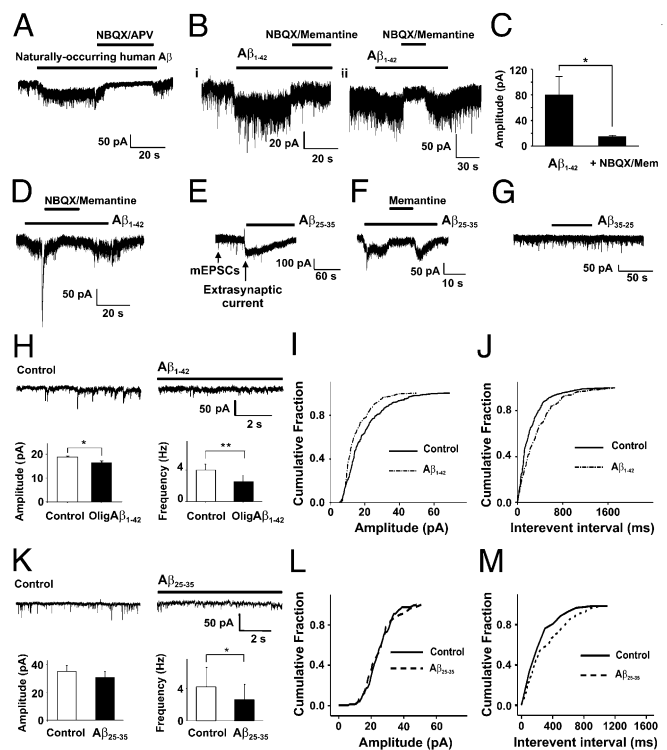 A
NBQX/APV
Naturally-occurring human Aβ
50 pA
20 s
B
NBQX/Memantine
Aβ1-42
i
20 pA
20 s
NBQX/Memantine
Aβ1-42
ii
50 pA
30 s
C
Amplitude (pA)
120
80
40
0
*
Aβ1-42
+ NBQX/Mem
D
NBQX/Memantine
Aβ1-42
50 pA
20 s
E
Aβ25-35
mEPSCs
Extrasynaptic
current
100 pA
60 s
F
Memantine
Aβ25-35
50 pA
10 s
G
Aβ35-25
50 pA
50 s
H
Control
Aβ1-42
50 pA
2 s
Amplitude (pA)
20
10
0
*
Control OligAβ1-42
Frequency (Hz)
4
0
**
Control OligAβ1-42
I
Cumulative Fraction
0.8
0.4
0.0
Control
Aβ1-42
0 20 40 60
Amplitude (pA)
J
Cumulative Fraction
0.8
0.4
0.0
Control
Aβ1-42
0 800 1600
Interevent interval (ms)
K
Control
Aβ25-35
50 pA
2 s
Amplitude (pA)
40
20
0
Control Aβ25-35
Frequency (Hz)
4
0
*
Control Aβ25-35
L
Cumulative Fraction
0.8
0.4
0.0
Control
Aβ25-35
0 20 40 60
Amplitude (pA)
M
Cumulative Fraction
0.8
0.4
0.0
Control
Aβ25-35
0 400 800 1200 1600
Interevent interval (ms)